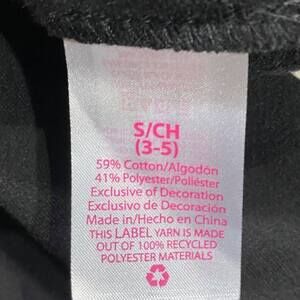 S/CH
(3-5)
59% Cotton/Algodón
41% Polyester/Poliéster
Exclusive of Decoration
Exclusivo de Decoración
Made in/Hecho en China
THIS LABEL YARN IS MADE
OUT OF 100% RECYCLED
POLYESTER MATERIALS